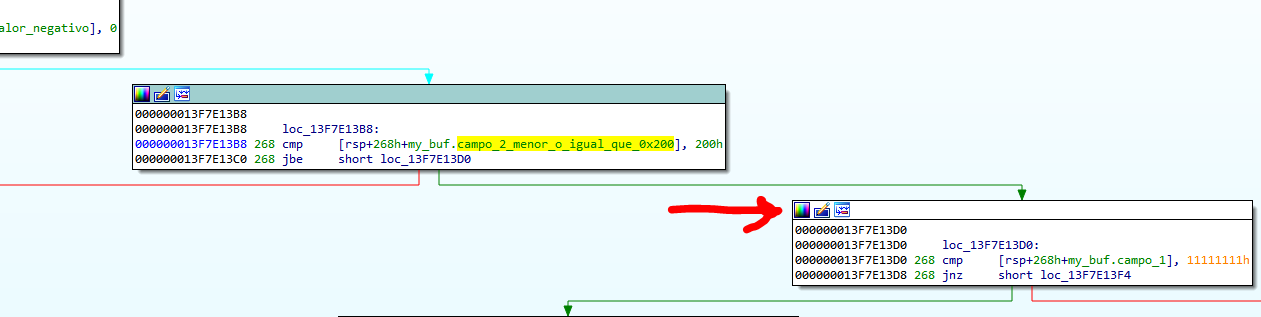 alor_negativo], 0
000000013F7E13B8
000000013F7E13B8 loc_13F7E13B8:
000000013F7E13B8 268 cmp [rsp+268h+my_buf.campo_2_menor_o_igual_que_0x200], 200h
000000013F7E13C0 268 jbe short loc_13F7E13D0
000000013F7E13D0
000000013F7E13D0 loc_13F7E13D0:
000000013F7E13D0 268 cmp [rsp+268h+my_buf.campo_1], 11111111h
000000013F7E13D8 268 jnz short loc_13F7E13F4